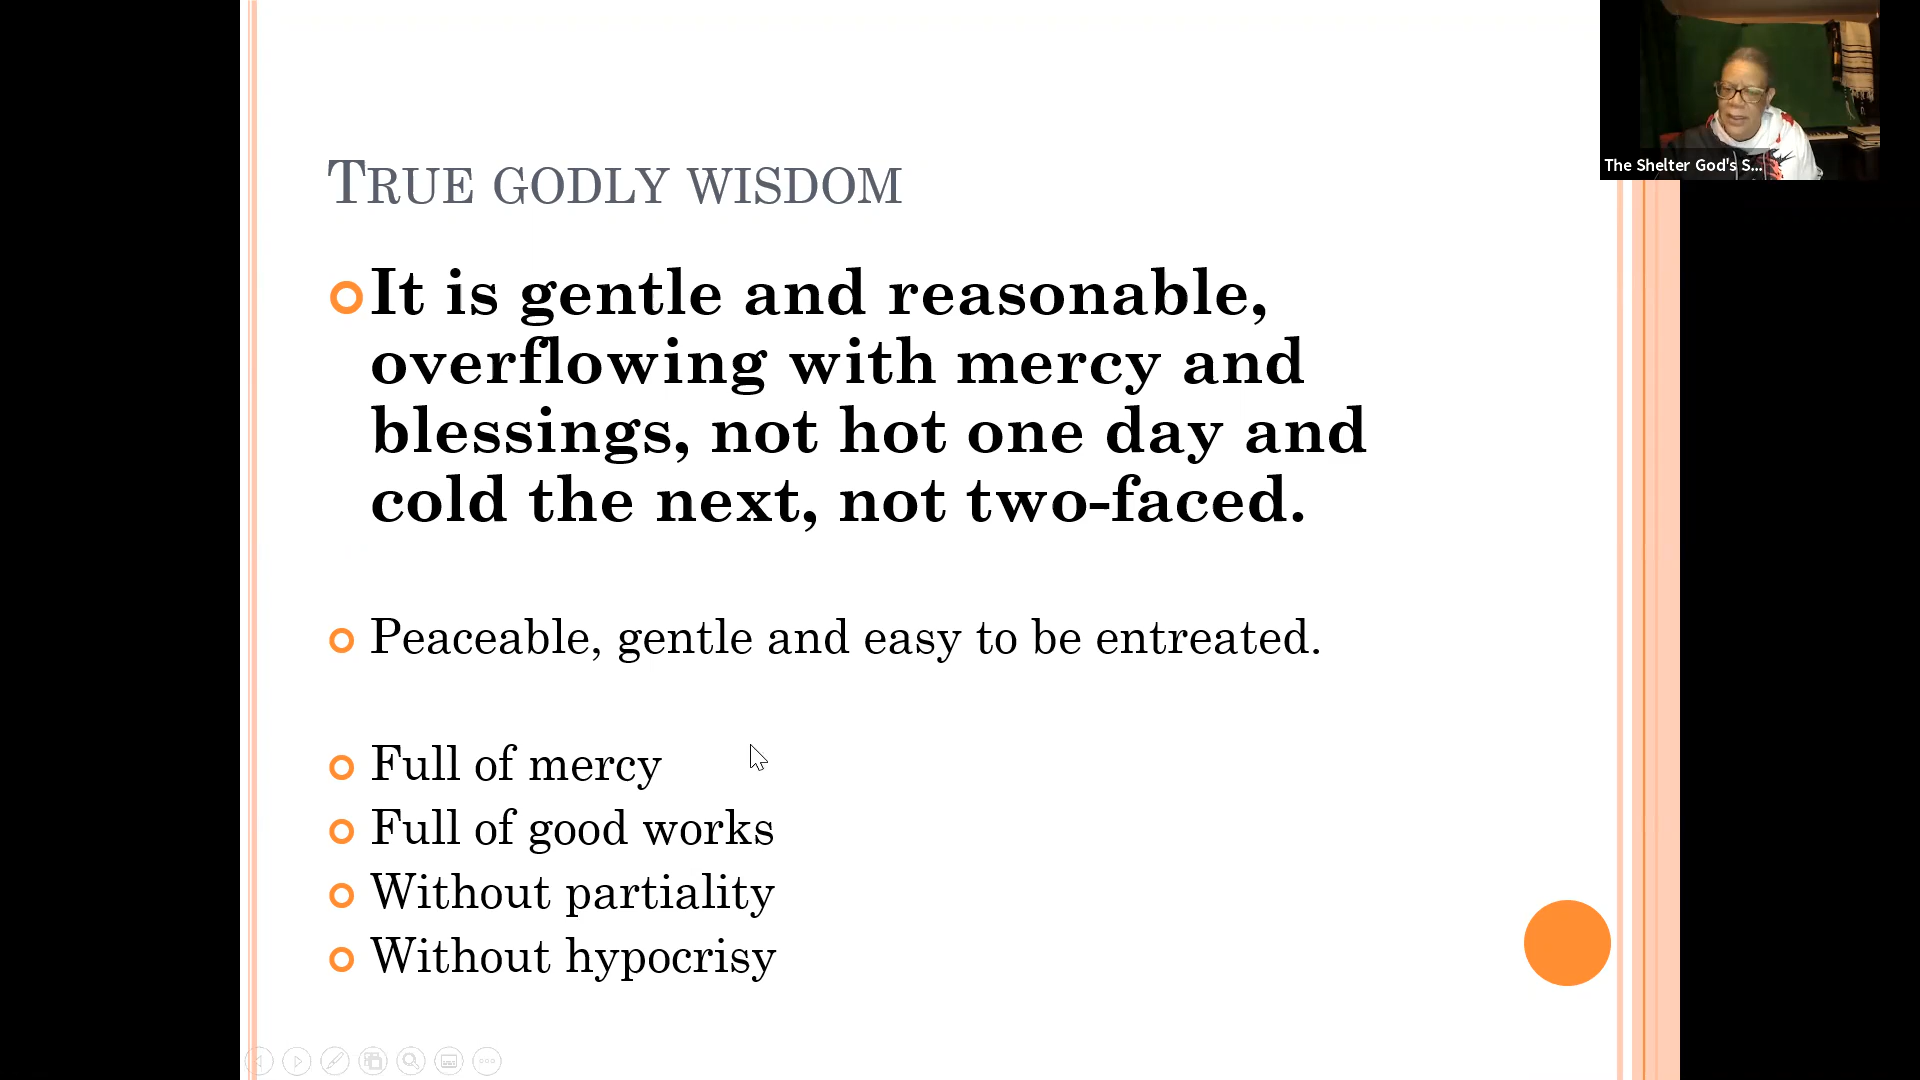 The Shelter God's S...
TRUE GODLY WISDOM
It is gentle and reasonable,
overflowing with mercy and
blessings, not hot one day and
cold the next, not two-faced.
Peaceable, gentle and easy to be entreated.
Full of mercy
Full of good works
Without partiality
Without hypocrisy